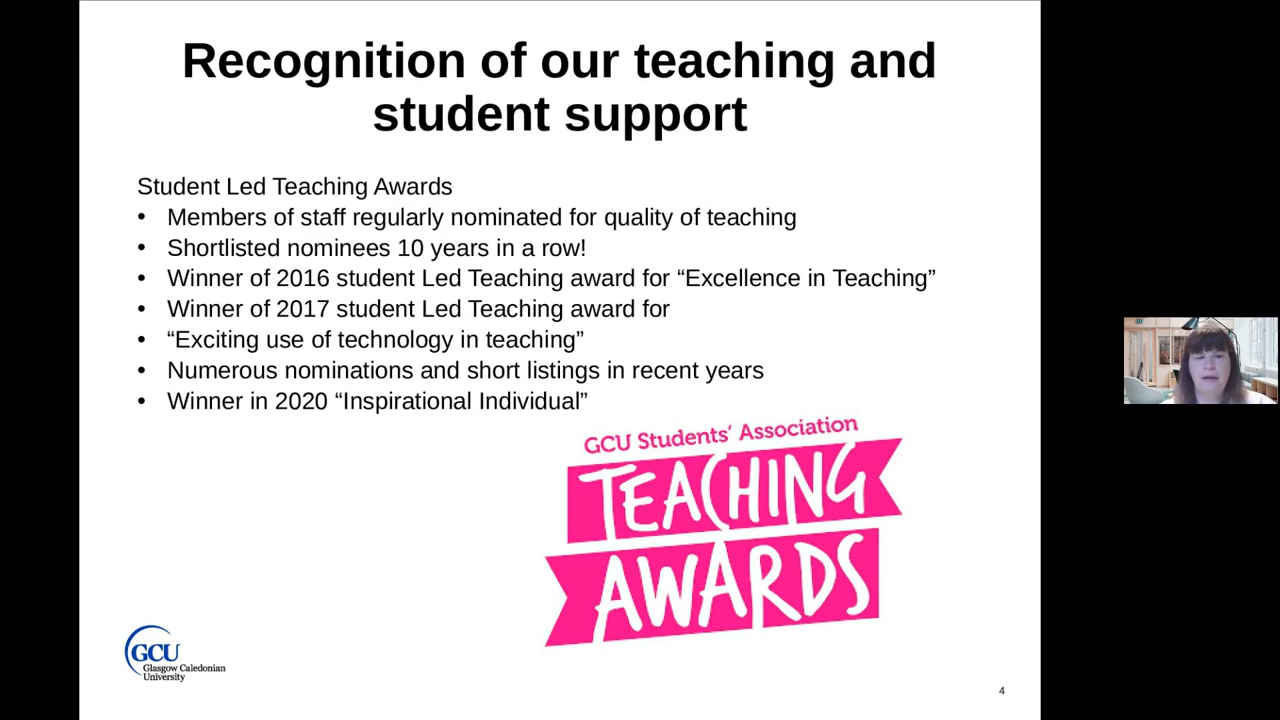 Recognition of our teaching and
student support
Student Led Teaching Awards
• Members of staff regularly nominated for quality of teaching
• Shortlisted nominees 10 years in a row!
• Winner of 2016 student Led Teaching award for “Excellence in Teaching”
• Winner of 2017 student Led Teaching award for
• “Exciting use of technology in teaching”
• Numerous nominations and short listings in recent years
• Winner in 2020 “Inspirational Individual”
GCU Students’ Association
TEACHING
AWARDS
GCU
Glasgow Caledonian
University
4